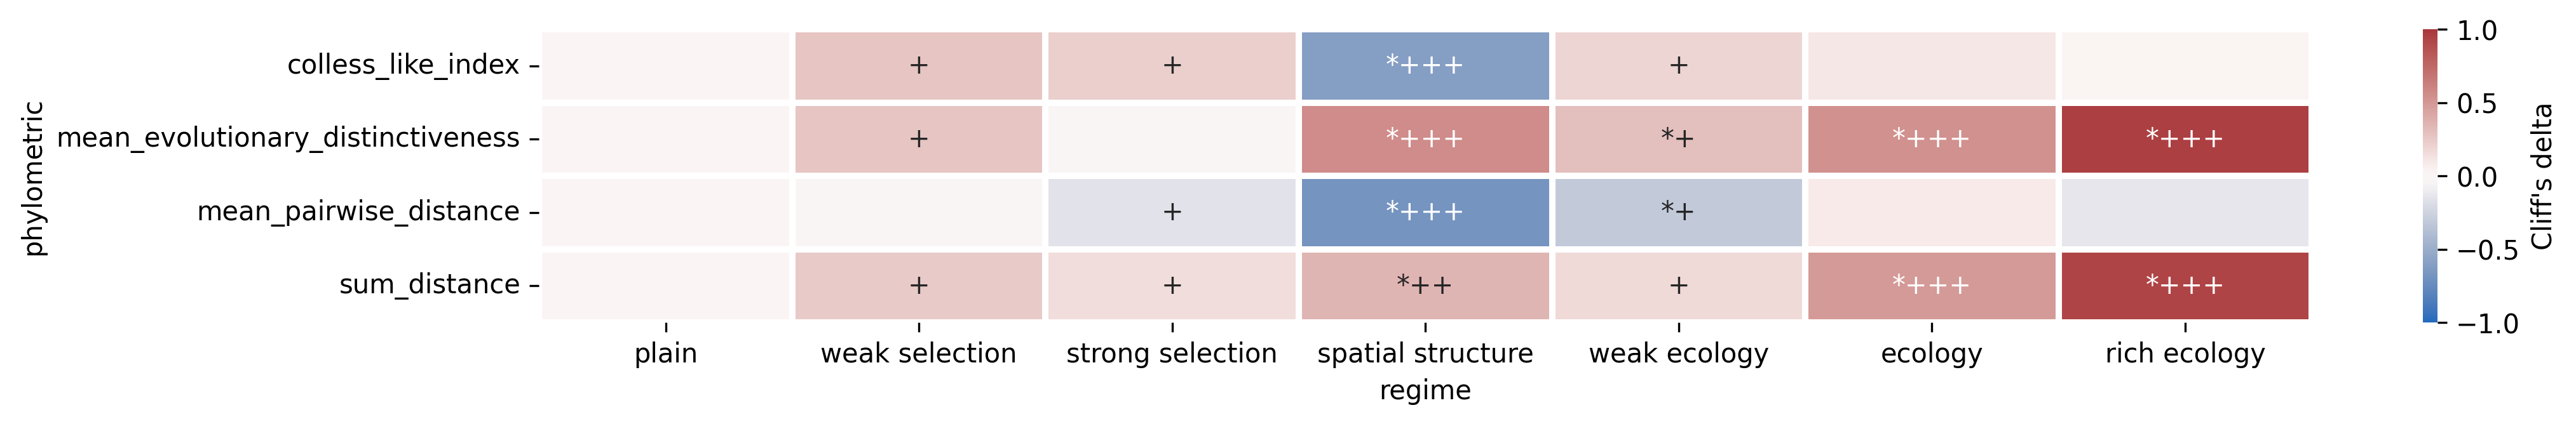 phylometric
colless_like_index + + *+++ +
mean_evolutionary_distinctiveness + *+++ *+ *+++ *+++
mean_pairwise_distance + *+++ *+
sum_distance + + *++ + *+++ *+++
plain weak selection strong selection spatial structure weak ecology ecology rich ecology
regime
1.0
0.5
0.0
−0.5
−1.0
Cliff's delta